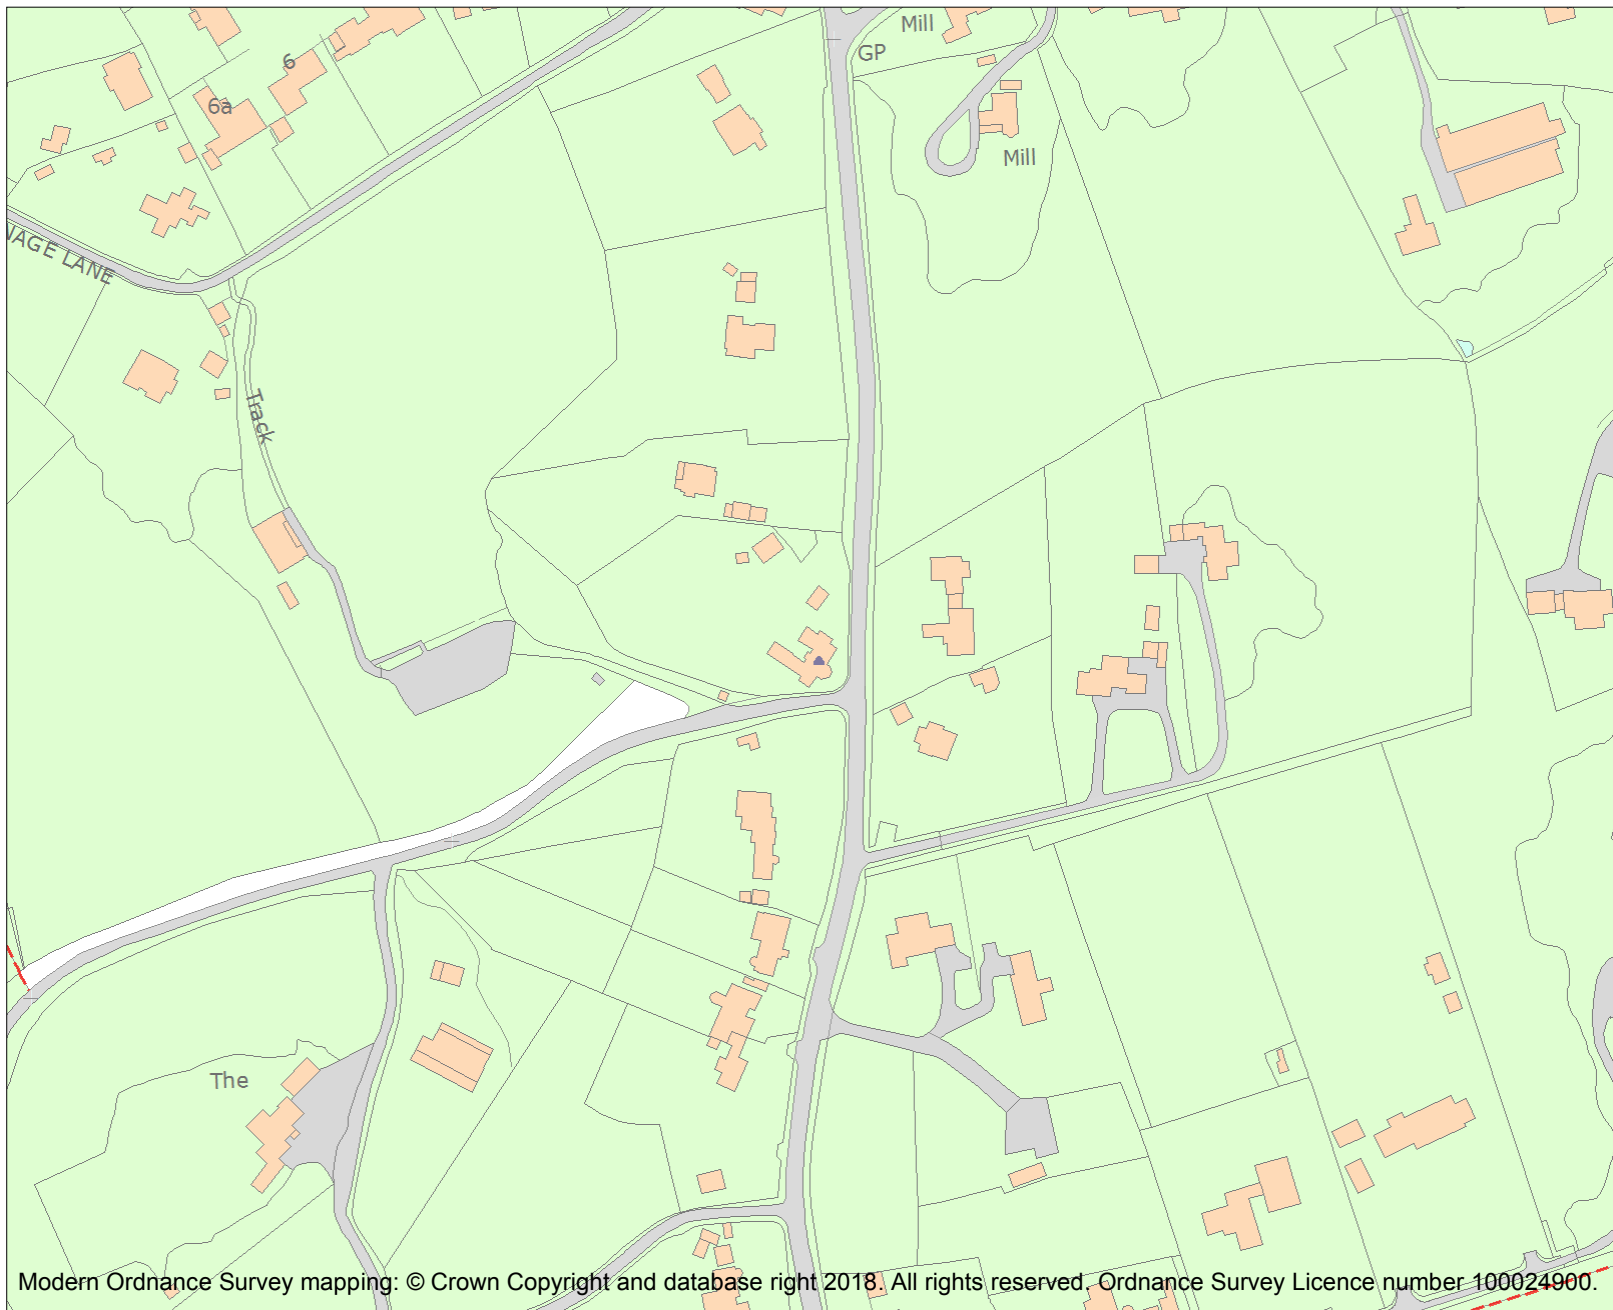 Mill
GP
6
6a
Mill
NAGE LANE
Track
The
Modern Ordnance Survey mapping: © Crown Copyright and database right 2018. All rights reserved. Ordnance Survey Licence number 100024900.